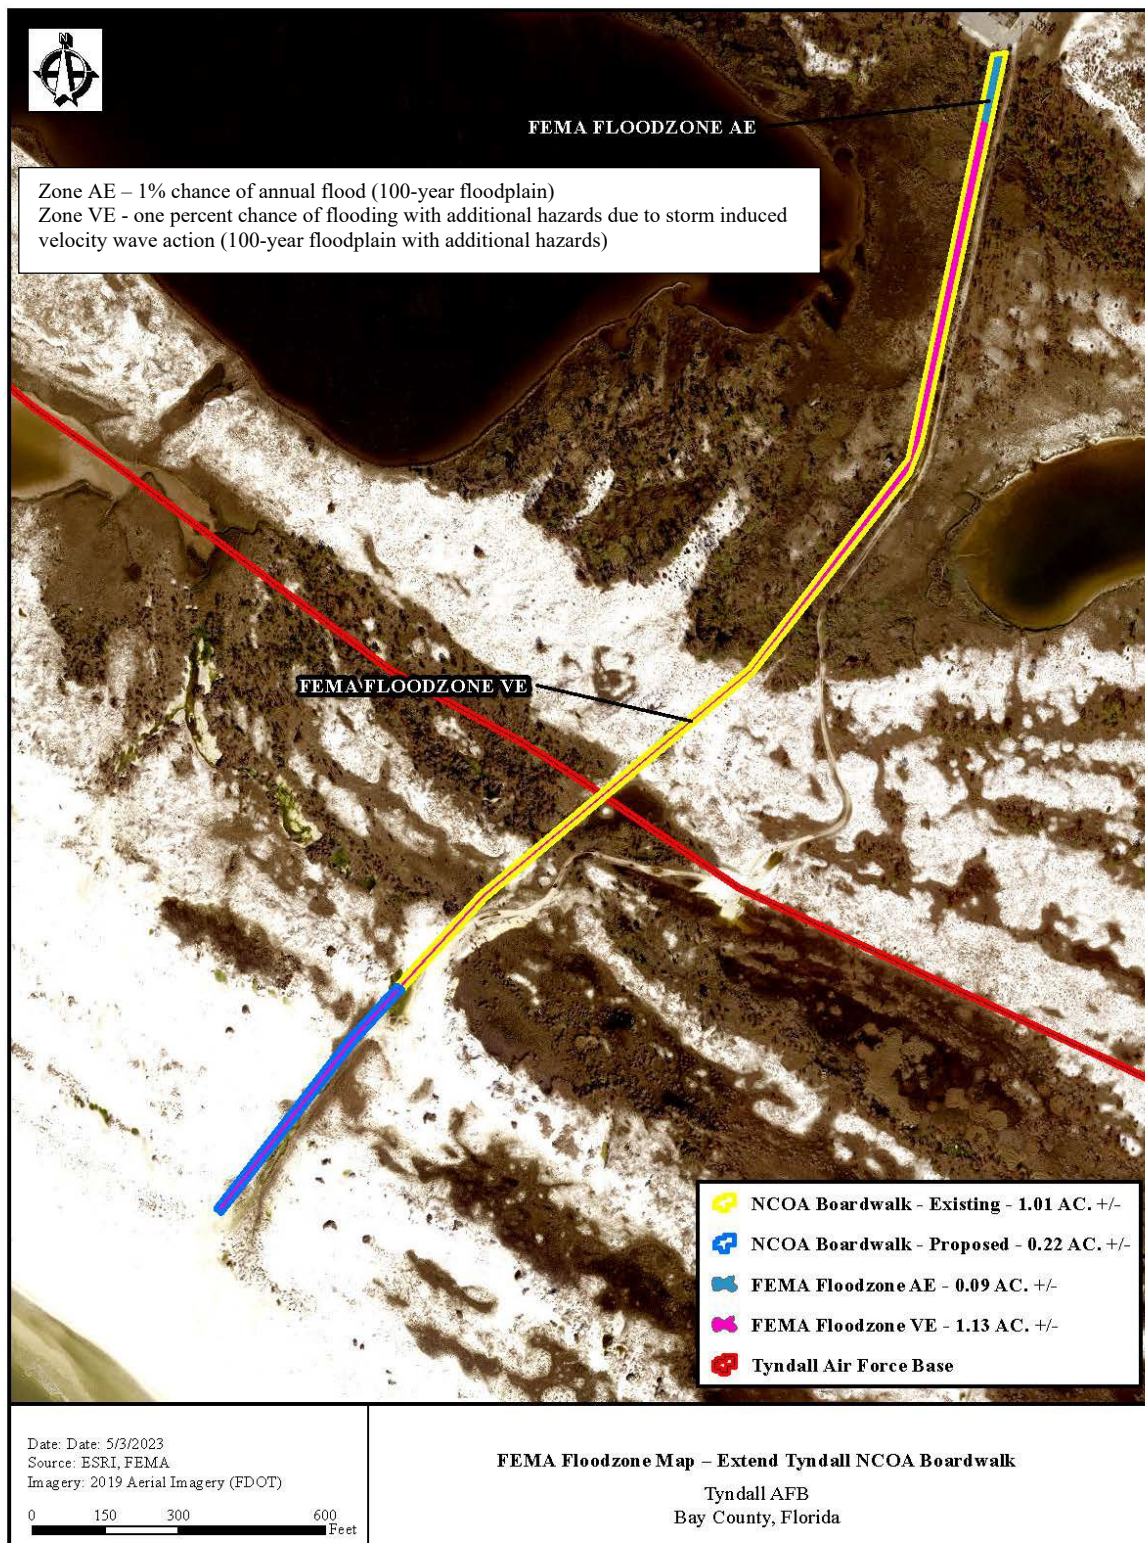 N
FEMA FLOODZONE AE
Zone AE – 1% chance of annual flood (100-year floodplain)
Zone VE - one percent chance of flooding with additional hazards due to storm induced
velocity wave action (100-year floodplain with additional hazards)
FEMA FLOODZONE VE
NCOA Boardwalk - Existing - 1.01 AC. +/-
NCOA Boardwalk - Proposed - 0.22 AC. +/-
FEMA Floodzone AE - 0.09 AC. +/-
FEMA Floodzone VE - 1.13 AC. +/-
Tyndall Air Force Base
Date: Date: 5/3/2023
Source: ESRI, FEMA
Imagery: 2019 Aerial Imagery (FDOT)
0 150 300 600
Feet
FEMA Floodzone Map – Extend Tyndall NCOA Boardwalk
Tyndall AFB
Bay County, Florida